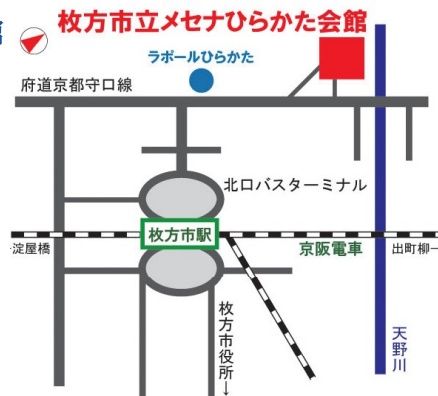 枚方市立メセナひらかた会館
ラポールひらかた
府道京都守口線
北口バスターミナル
枚方市駅
淀屋橋
京阪電車
出町柳
枚方市役所↓
天野川